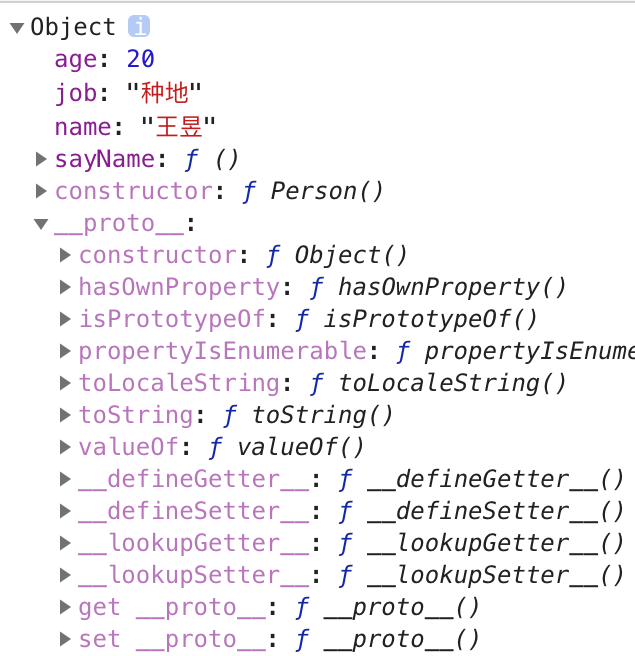 Object i
age: 20
job: "种地"
name: "王昱"
sayName: ƒ ()
constructor: ƒ Person()
__proto__:
constructor: ƒ Object()
hasOwnProperty: ƒ hasOwnProperty()
isPrototypeOf: ƒ isPrototypeOf()
propertyIsEnumerable: ƒ propertyIsEnume
toLocaleString: ƒ toLocaleString()
toString: ƒ toString()
valueOf: ƒ valueOf()
__defineGetter__: ƒ __defineGetter__()
__defineSetter__: ƒ __defineSetter__()
__lookupGetter__: ƒ __lookupGetter__()
__lookupSetter__: ƒ __lookupSetter__()
get __proto__: ƒ __proto__()
set __proto__: ƒ __proto__()